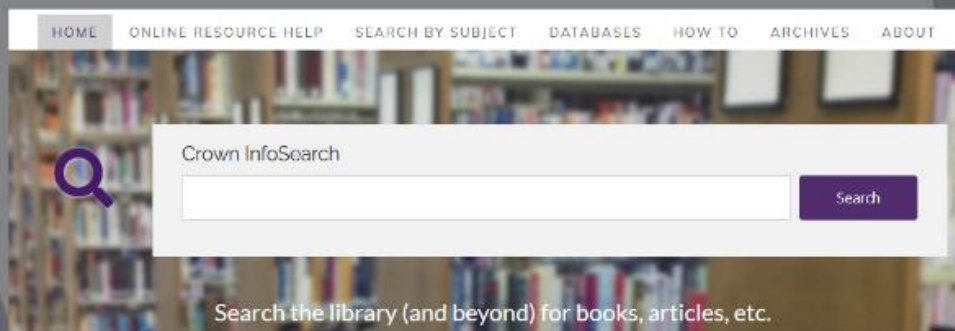 HOME ONLINE RESOURCE HELP SEARCH BY SUBJECT DATABASES HOW TO ARCHIVES ABOUT
Crown InfoSearch
Search
Search the library (and beyond) for books, articles, etc.